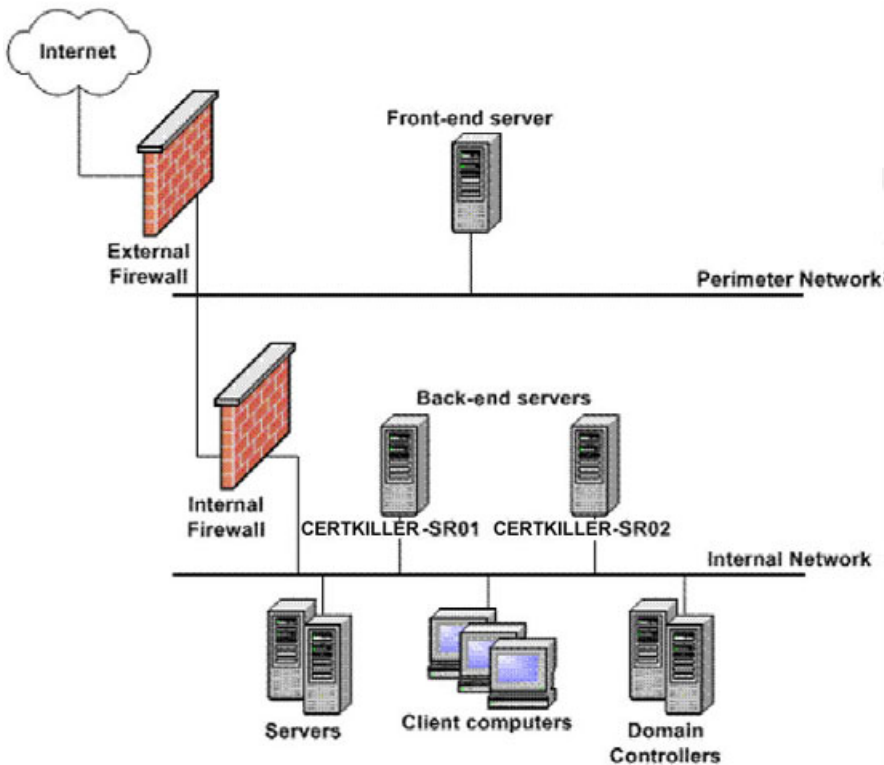 Internet
Front-end server
External
Firewall
Perimeter Network
Back-end servers
Internal
Firewall
CERTKILLER-SR01
CERTKILLER-SR02
Internal Network
Servers
Client computers
Domain
Controllers